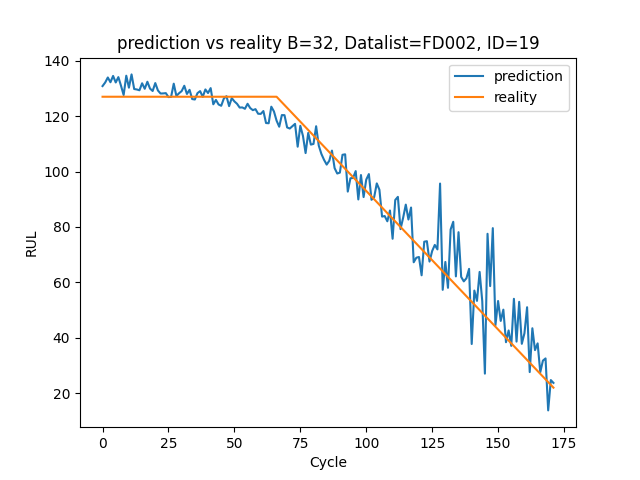 prediction vs reality B=32, Datalist=FD002, ID=19
prediction
reality
RUL
140
120
100
80
60
40
20
0 25 50 75 100 125 150 175
Cycle